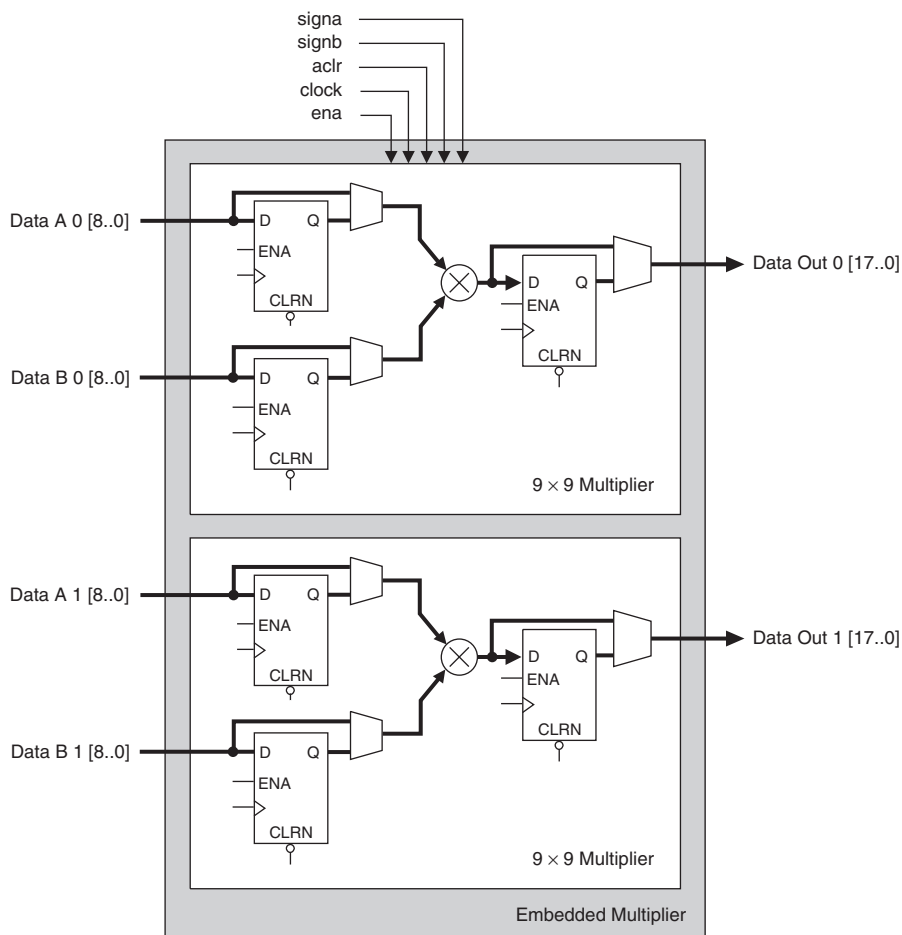 signa
signb
aclr
clock
ena
Data A 0 [8..0]
D Q
ENA
CLRN
Data B 0 [8..0]
D Q
ENA
CLRN
D Q
ENA
CLRN
Data Out 0 [17..0]
9 × 9 Multiplier
Data A 1 [8..0]
D Q
ENA
CLRN
Data B 1 [8..0]
D Q
ENA
CLRN
D Q
ENA
CLRN
Data Out 1 [17..0]
9 × 9 Multiplier
Embedded Multiplier